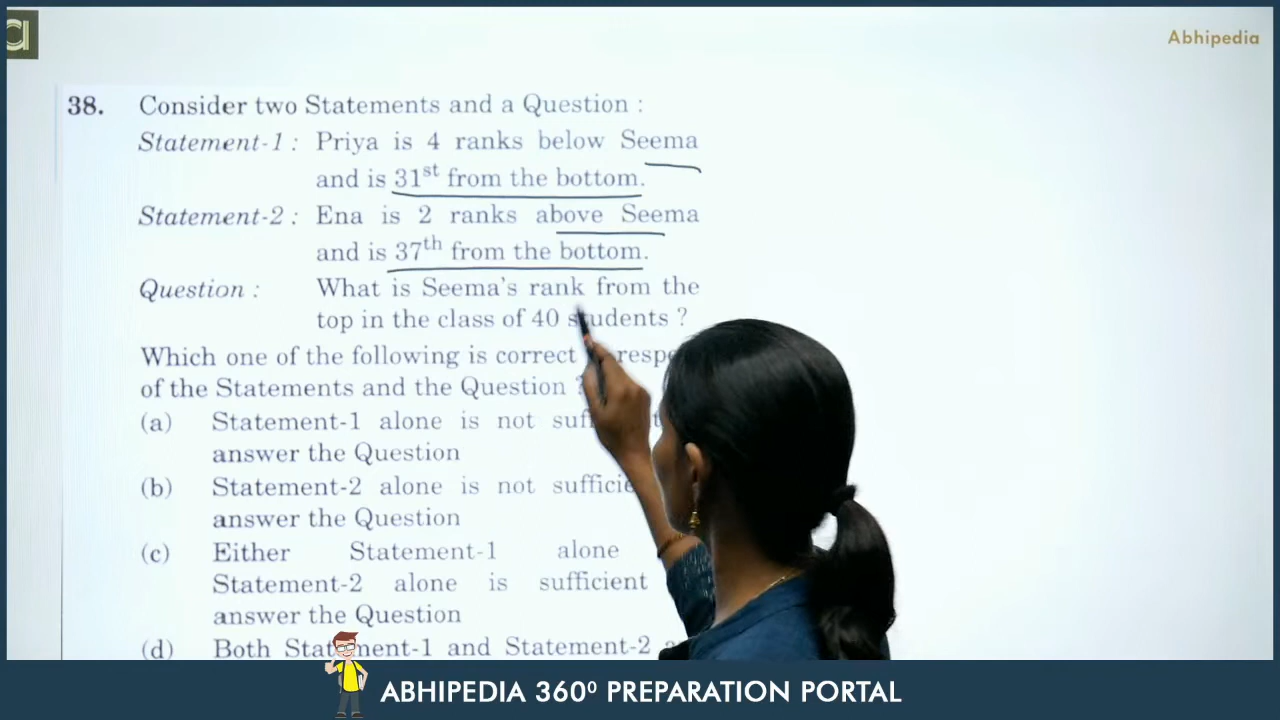 a
Abhipedia
38. Consider two Statements and a Question :
Statement-1 : Priya is 4 ranks below Seema
and is 31st from the bottom.
Statement-2 : Ena is 2 ranks above Seema
and is 37th from the bottom.
Question : What is Seema's rank from the
top in the class of 40 students ?
Which one of the following is correct
of the Statements and the Question ?
(a) Statement-1 alone is not
answer the Question
(b) Statement-2 alone is not
answer the Question
(c) Either Statement-1 alone
Statement-2 alone is sufficient
answer the Question
(d) Both Statement-1 and Statement-2
ABHIPEDIA 360⁰ PREPARATION PORTAL